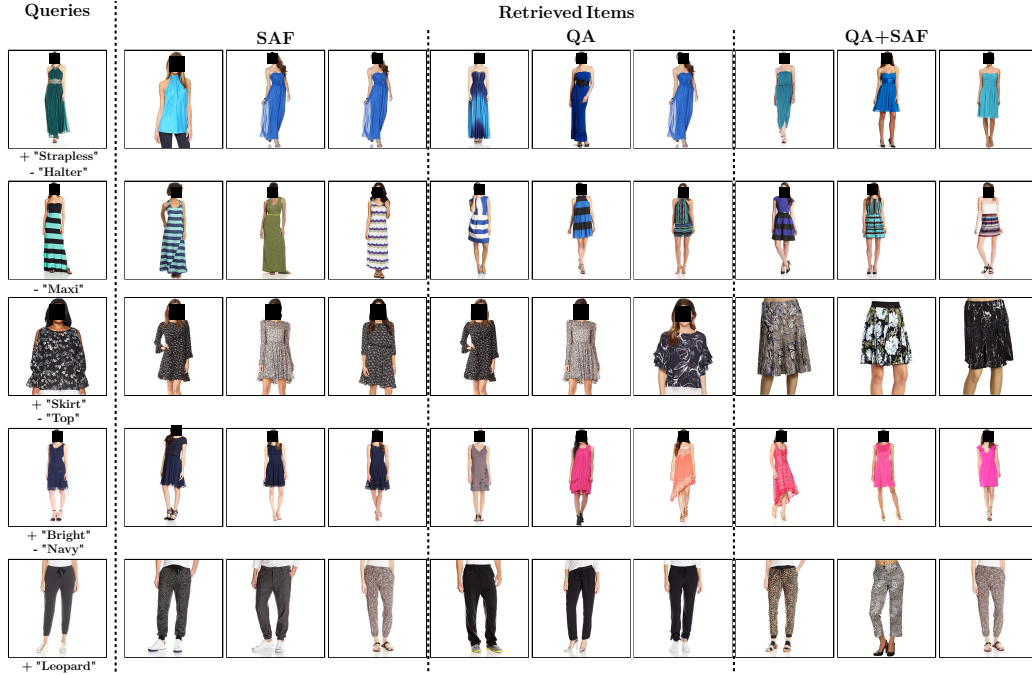 Queries
Retrieved Items
SAF
QA
QA+SAF
+ "Strapless"
- "Halter"
- "Maxi"
+ "Skirt"
- "Top"
+ "Bright"
- "Navy"
+ "Leopard"